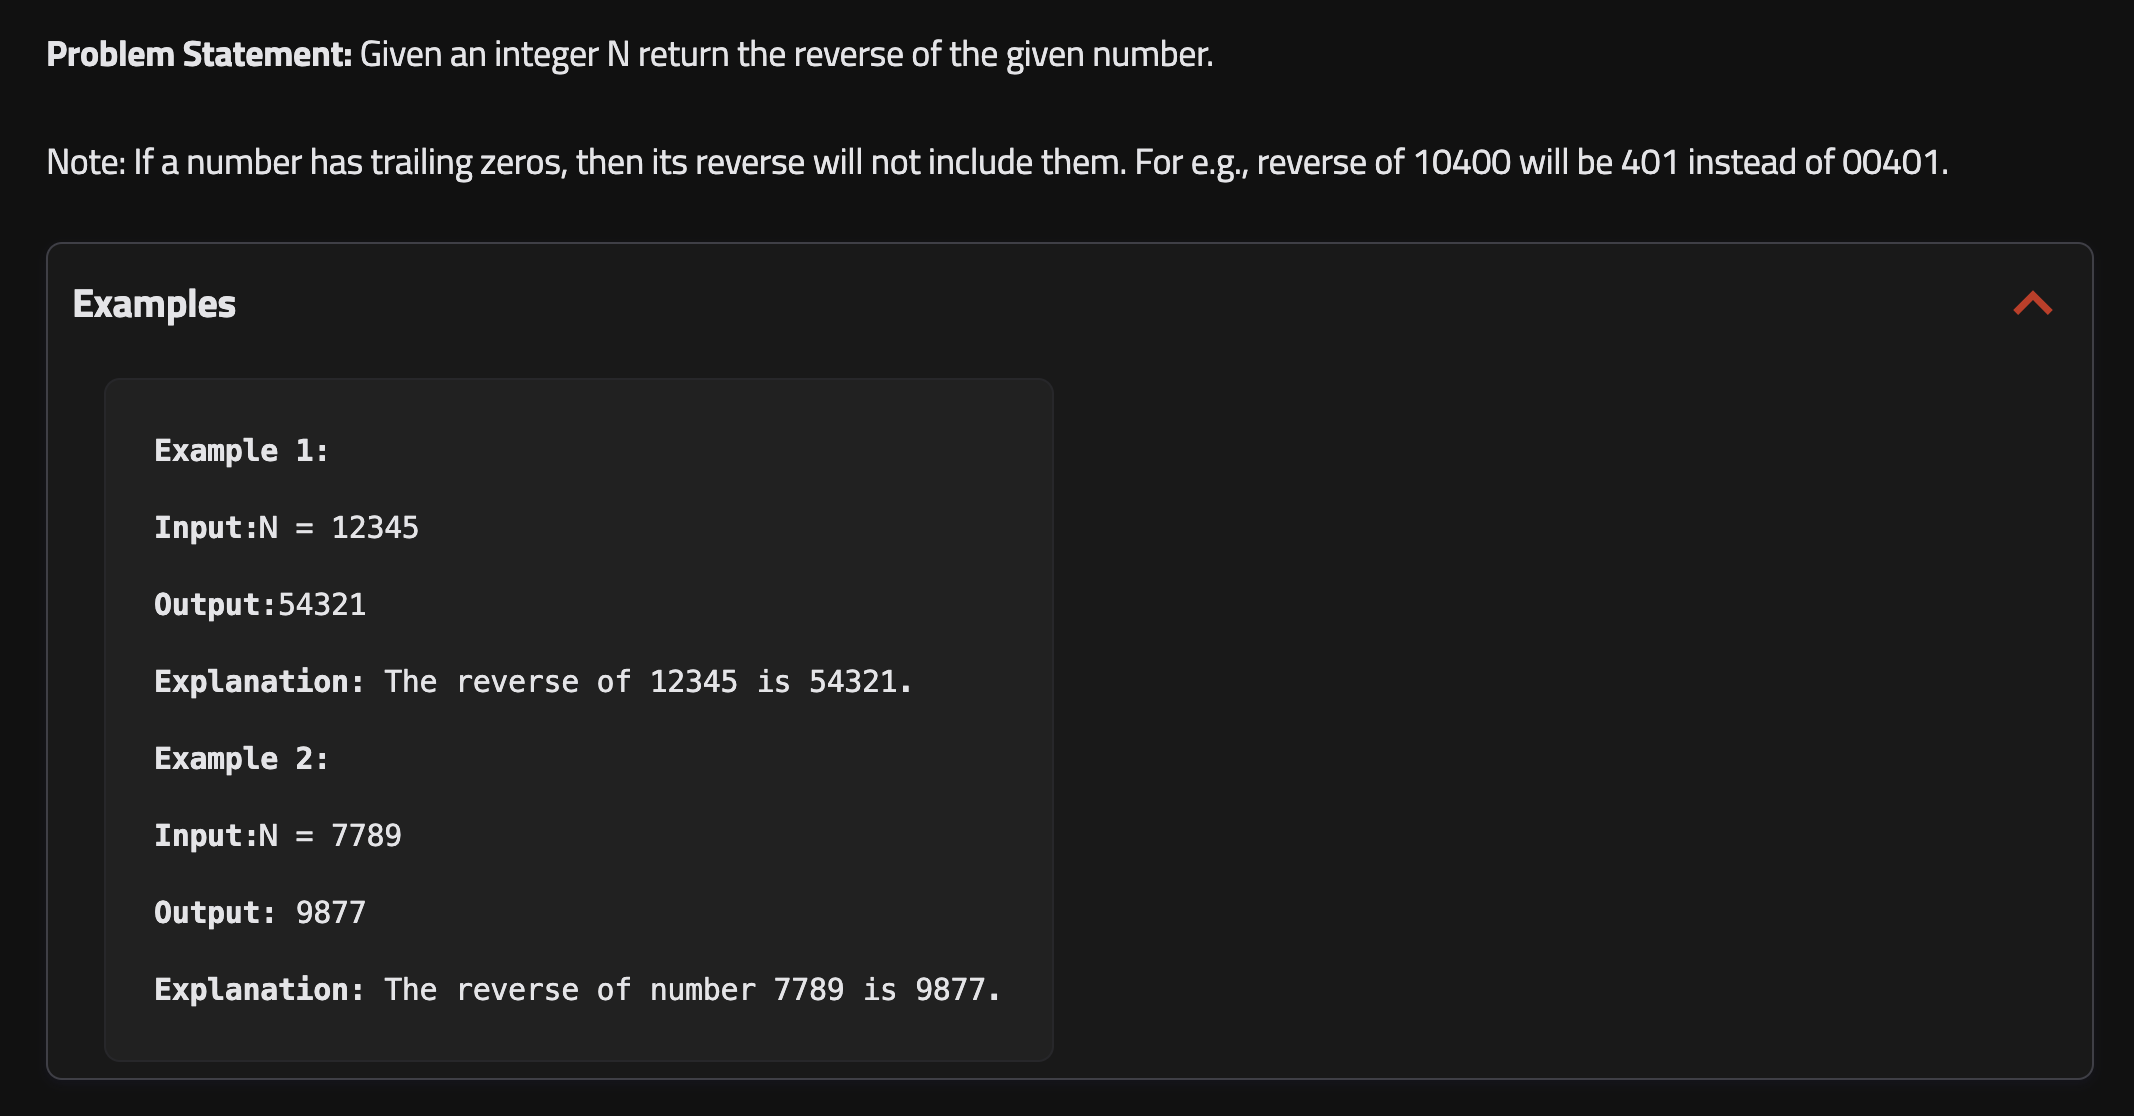 Problem Statement: Given an integer N return the reverse of the given number.
Note: If a number has trailing zeros, then its reverse will not include them. For e.g., reverse of 10400 will be 401 instead of 00401.
Examples
Example 1:
Input:N = 12345
Output:54321
Explanation: The reverse of 12345 is 54321.
Example 2:
Input:N = 7789
Output: 9877
Explanation: The reverse of number 7789 is 9877.